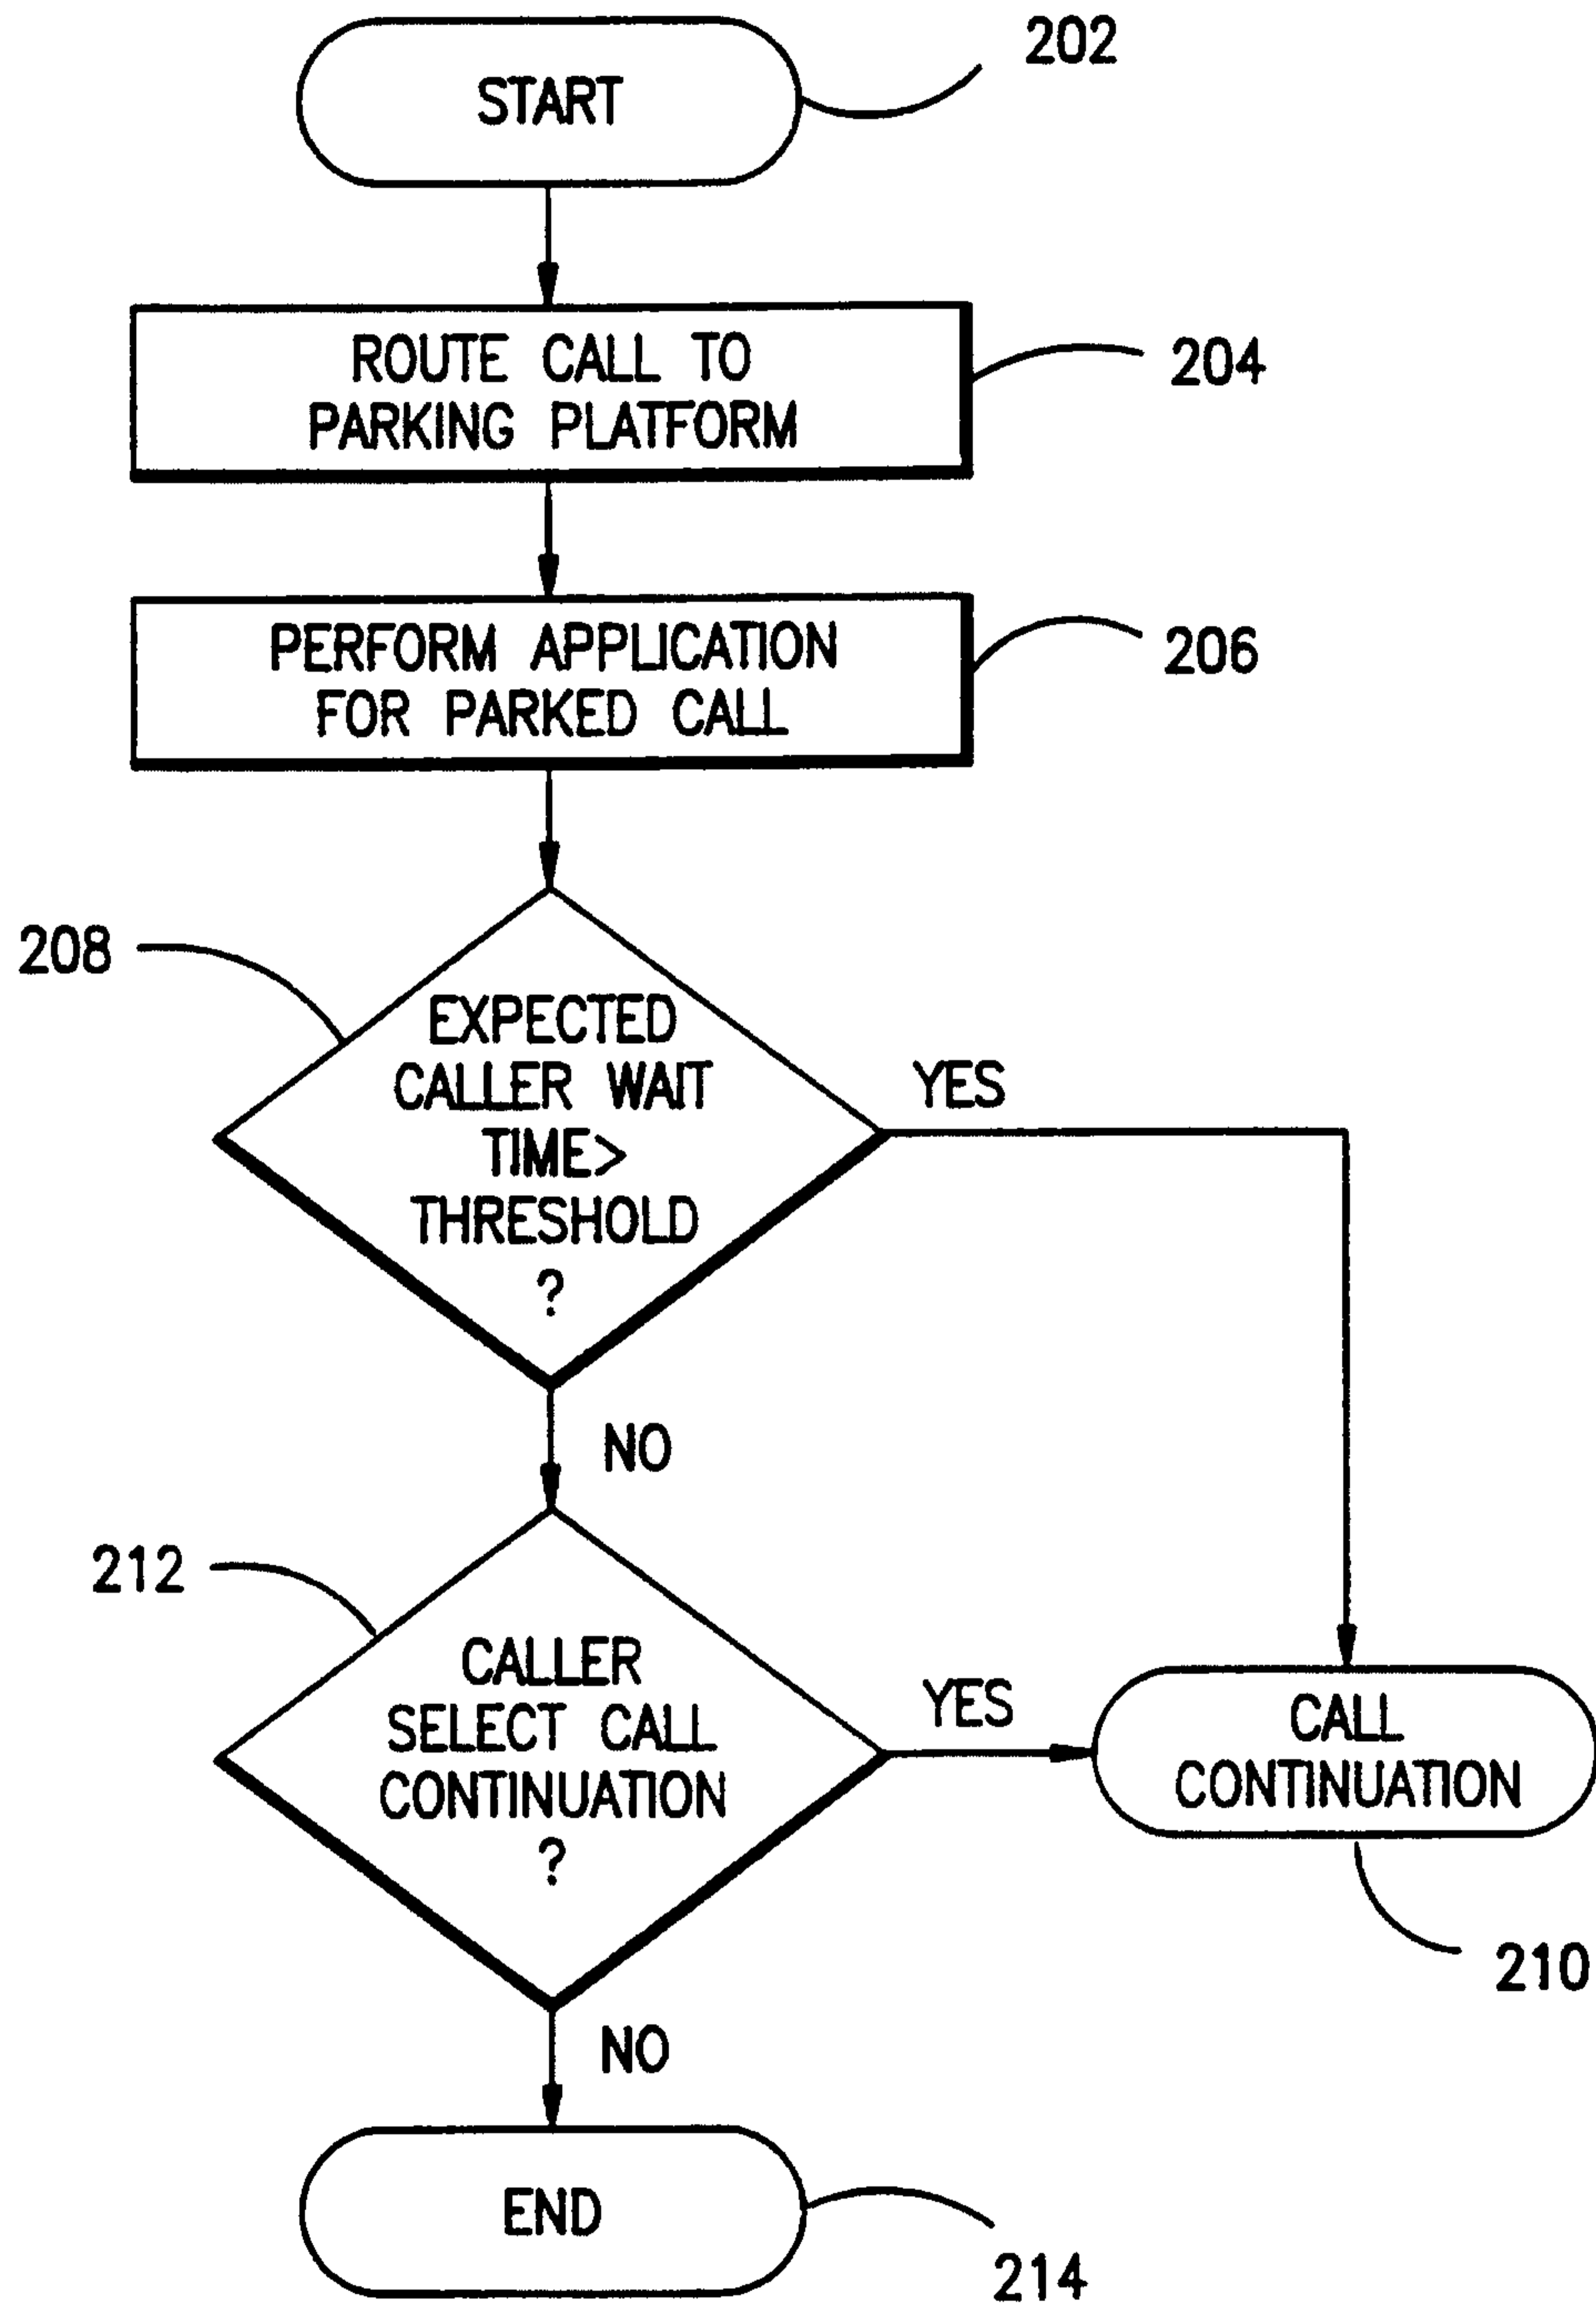 START
202
ROUTE CALL TO
PARKING PLATFORM
204
PERFORM APPLICATION
FOR PARKED CALL
206
208
EXPECTED
CALLER WAIT
TIME>
THRESHOLD
?
YES
NO
212
CALLER
SELECT CALL
CONTINUATION
?
YES
CALL
CONTINUATION
210
NO
END
214